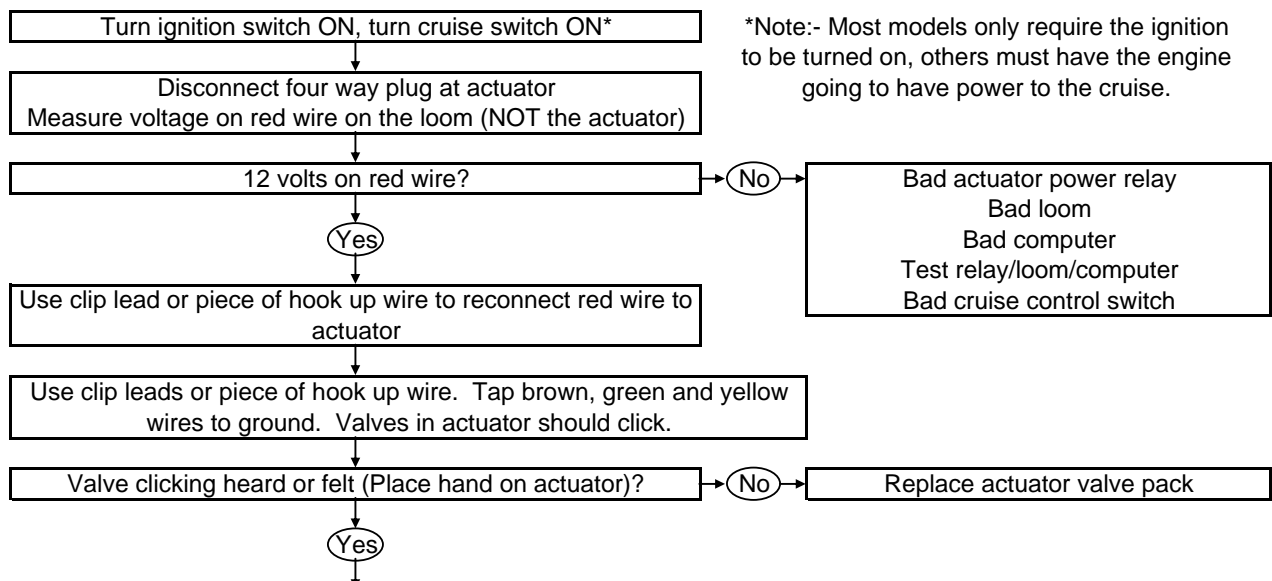 Turn ignition switch ON, turn cruise switch ON*
*Note:- Most models only require the ignition
to be turned on, others must have the engine
going to have power to the cruise.
Disconnect four way plug at actuator
Measure voltage on red wire on the loom (NOT the actuator)
12 volts on red wire?
No
Bad actuator power relay
Bad loom
Bad computer
Test relay/loom/computer
Bad cruise control switch
Yes
Use clip lead or piece of hook up wire to reconnect red wire to
actuator
Use clip leads or piece of hook up wire. Tap brown, green and yellow
wires to ground. Valves in actuator should click.
Valve clicking heard or felt (Place hand on actuator)?
No
Replace actuator valve pack
Yes